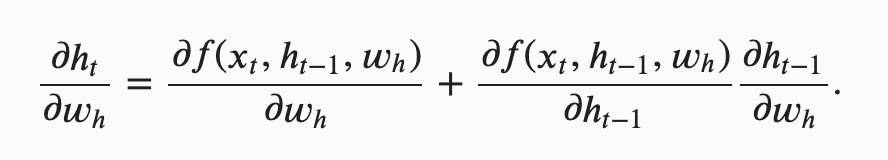 ∂h_t/∂w_h = ∂f(x_t, h_{t−1}, w_h)/∂w_h + ∂f(x_t, h_{t−1}, w_h)/∂h_{t−1} ∂h_{t−1}/∂w_h .